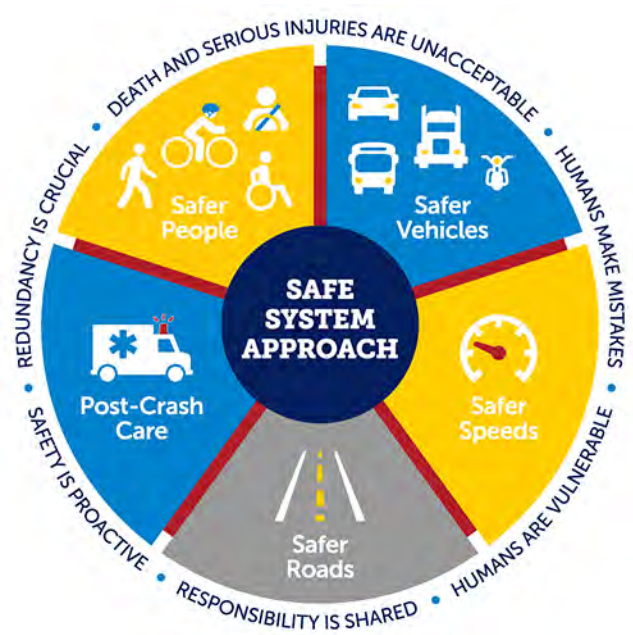 DEATH AND SERIOUS INJURIES ARE UNACCEPTABLE
HUMANS MAKE MISTAKES
HUMANS ARE VULNERABLE
RESPONSIBILITY IS SHARED
SAFETY IS PROACTIVE
REDUNDANCY IS CRUCIAL
Safer
People
Safer
Vehicles
SAFE
SYSTEM
APPROACH
Post-Crash
Care
Safer
Speeds
Safer
Roads